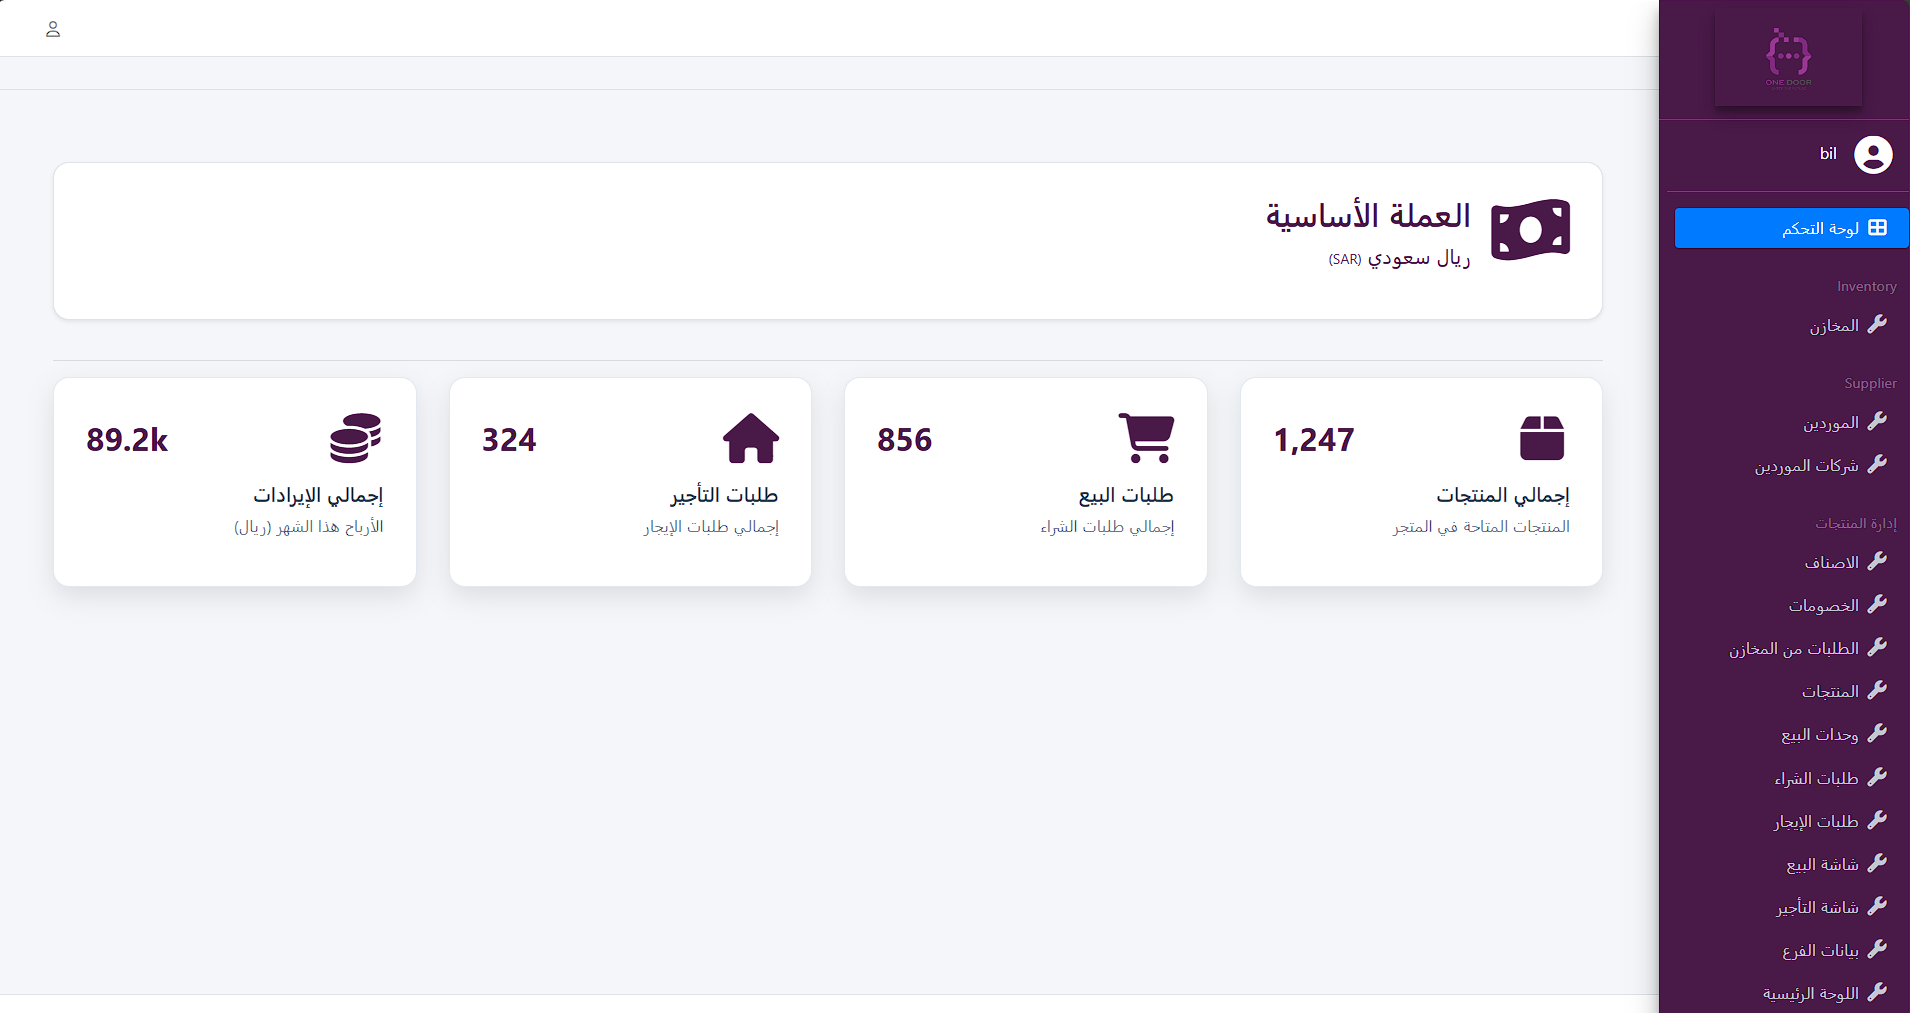 ONE DOOR
bil
لوحة التحكم
Inventory
المخازن
Supplier
الموردين
شركات الموردين
إدارة المنتجات
الاصناف
الخصومات
الطلبات من المخازن
المنتجات
وحدات البيع
طلبات الشراء
طلبات الإيجار
شاشة البيع
شاشة التأجير
بيانات الفرع
اللوحة الرئيسية
العملة الأساسية
ريال سعودي (SAR)
1,247
إجمالي المنتجات
المنتجات المتاحة في المتجر
856
طلبات البيع
إجمالي طلبات الشراء
324
طلبات التأجير
إجمالي طلبات الإيجار
89.2k
إجمالي الإيرادات
الأرباح هذا الشهر (ريال)